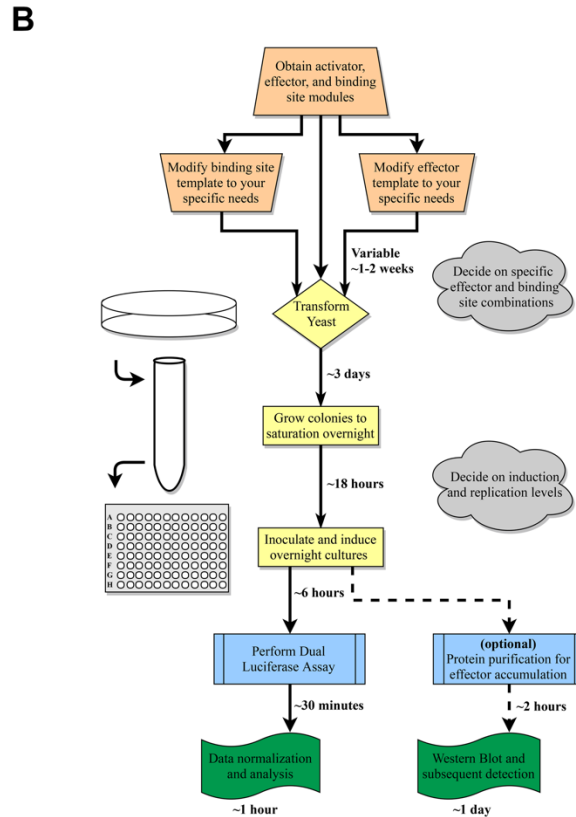 B
Obtain activator,
effector, and binding
site modules
Modify binding site
template to your
specific needs
Modify effector
template to your
specific needs
Variable
~1-2 weeks
Decide on specific
effector and binding
site combinations
Transform
Yeast
~3 days
Grow colonies to
saturation overnight
~18 hours
Decide on induction
and replication levels
A
B
C
D
E
F
G
H
Inoculate and induce
overnight cultures
~6 hours
Perform Dual
Luciferase Assay
(optional)
Protein purification for
effector accumulation
~30 minutes
~2 hours
Data normalization
and analysis
Western Blot and
subsequent detection
~1 hour
~1 day